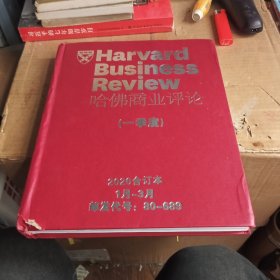 Harvard
Business
Review
哈佛商业评论
(一季度)
2020合订本
1月-3月
邮发代号：80-689